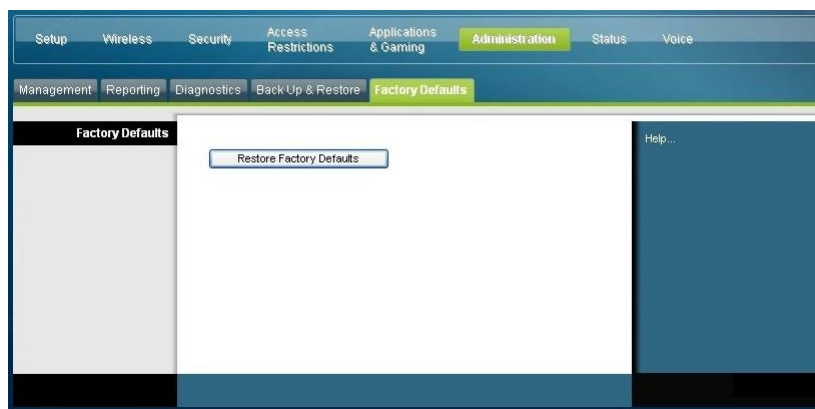 Setup Wireless Security Access Restrictions Applications & Gaming Administration Status Voice
Management Reporting Diagnostics Back Up & Restore Factory Defaults
Factory Defaults
Restore Factory Defaults
Help...